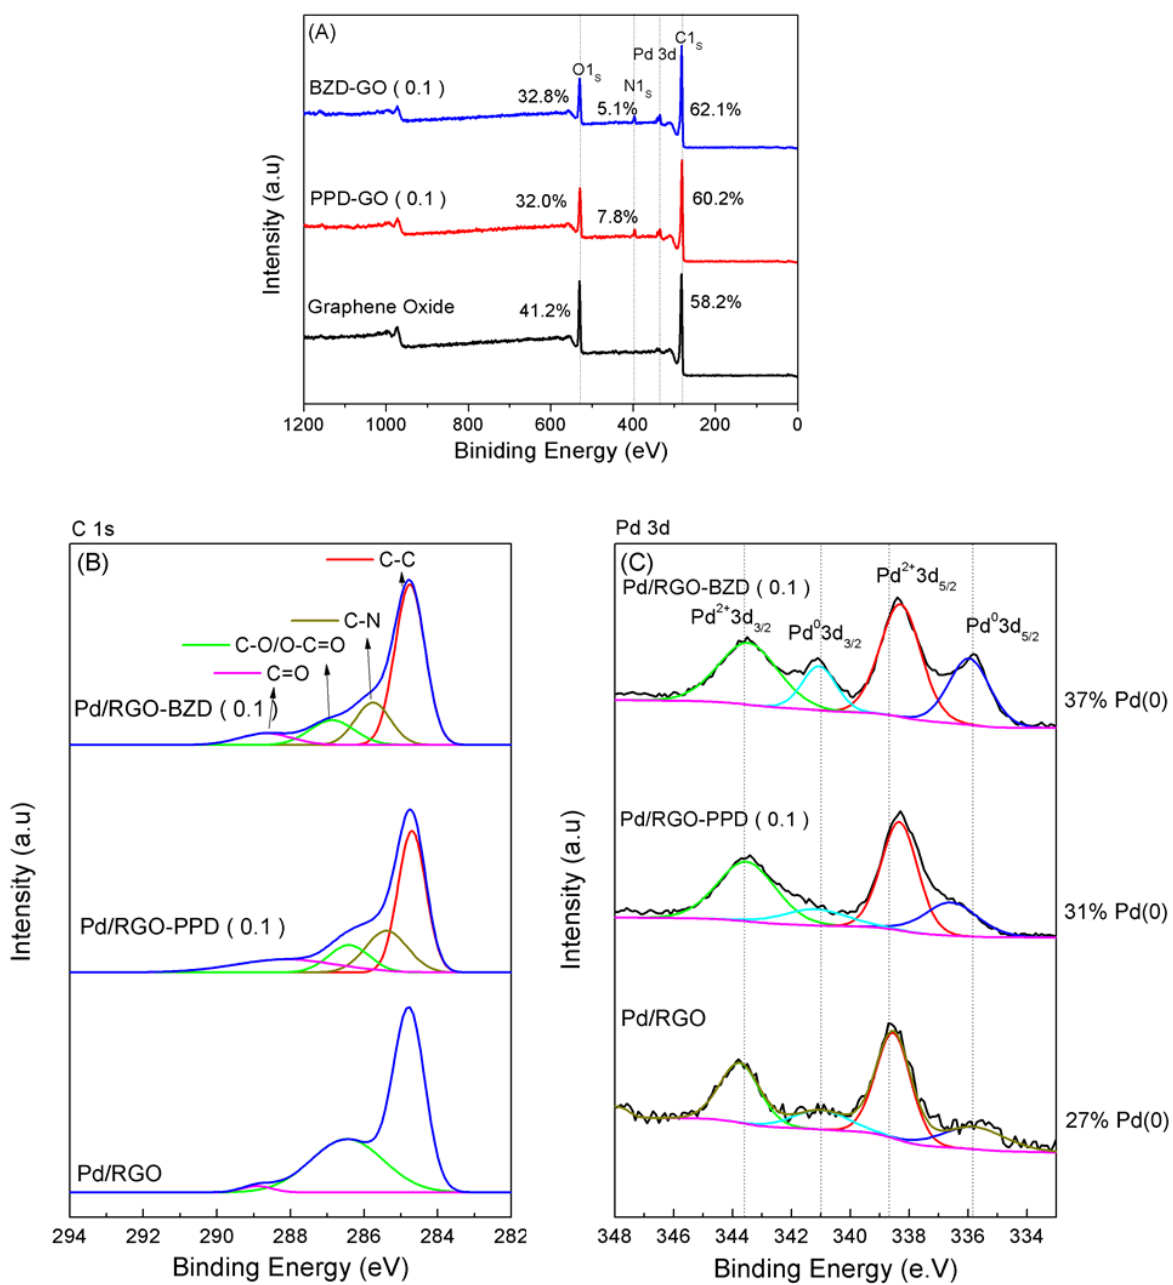 (A)
C1s
Pd 3d
O1s
N1s
BZD-GO ( 0.1 )
32.8%
5.1%
62.1%
PPD-GO ( 0.1 )
32.0%
7.8%
60.2%
Graphene Oxide
41.2%
58.2%
Intensity (a.u)
1200 1000 800 600 400 200 0
Biniding Energy (eV)
C 1s
(B)
C-C
C-N
C-O/O-C=O
C=O
Pd/RGO-BZD ( 0.1 )
Pd/RGO-PPD ( 0.1 )
Pd/RGO
Intensity (a.u)
294 292 290 288 286 284 282
Binding Energy (eV)
Pd 3d
(C)
Pd/RGO-BZD ( 0.1 )
Pd2+3d5/2
Pd2+3d3/2
Pd03d3/2
Pd03d5/2
37% Pd(0)
Pd/RGO-PPD ( 0.1 )
31% Pd(0)
Pd/RGO
27% Pd(0)
Intensity (a.u)
348 346 344 342 340 338 336 334
Binding Energy (e.V)